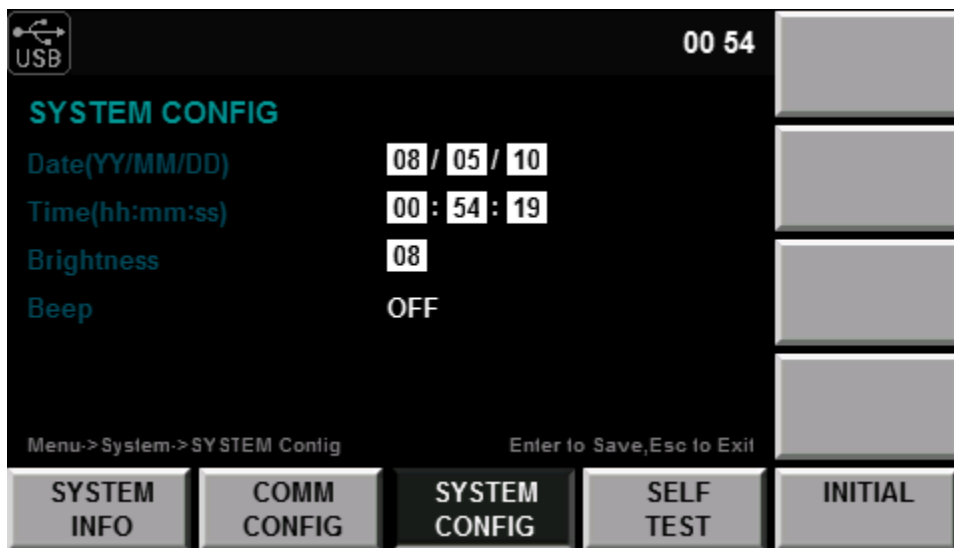 USB
00 54
SYSTEM CONFIG
Date(YY/MM/DD) 08 / 05 / 10
Time(hh:mm:ss) 00 : 54 : 19
Brightness 08
Beep OFF
Menu->System->SYSTEM Config Enter to Save,Esc to Exit
SYSTEM INFO
COMM CONFIG
SYSTEM CONFIG
SELF TEST
INITIAL